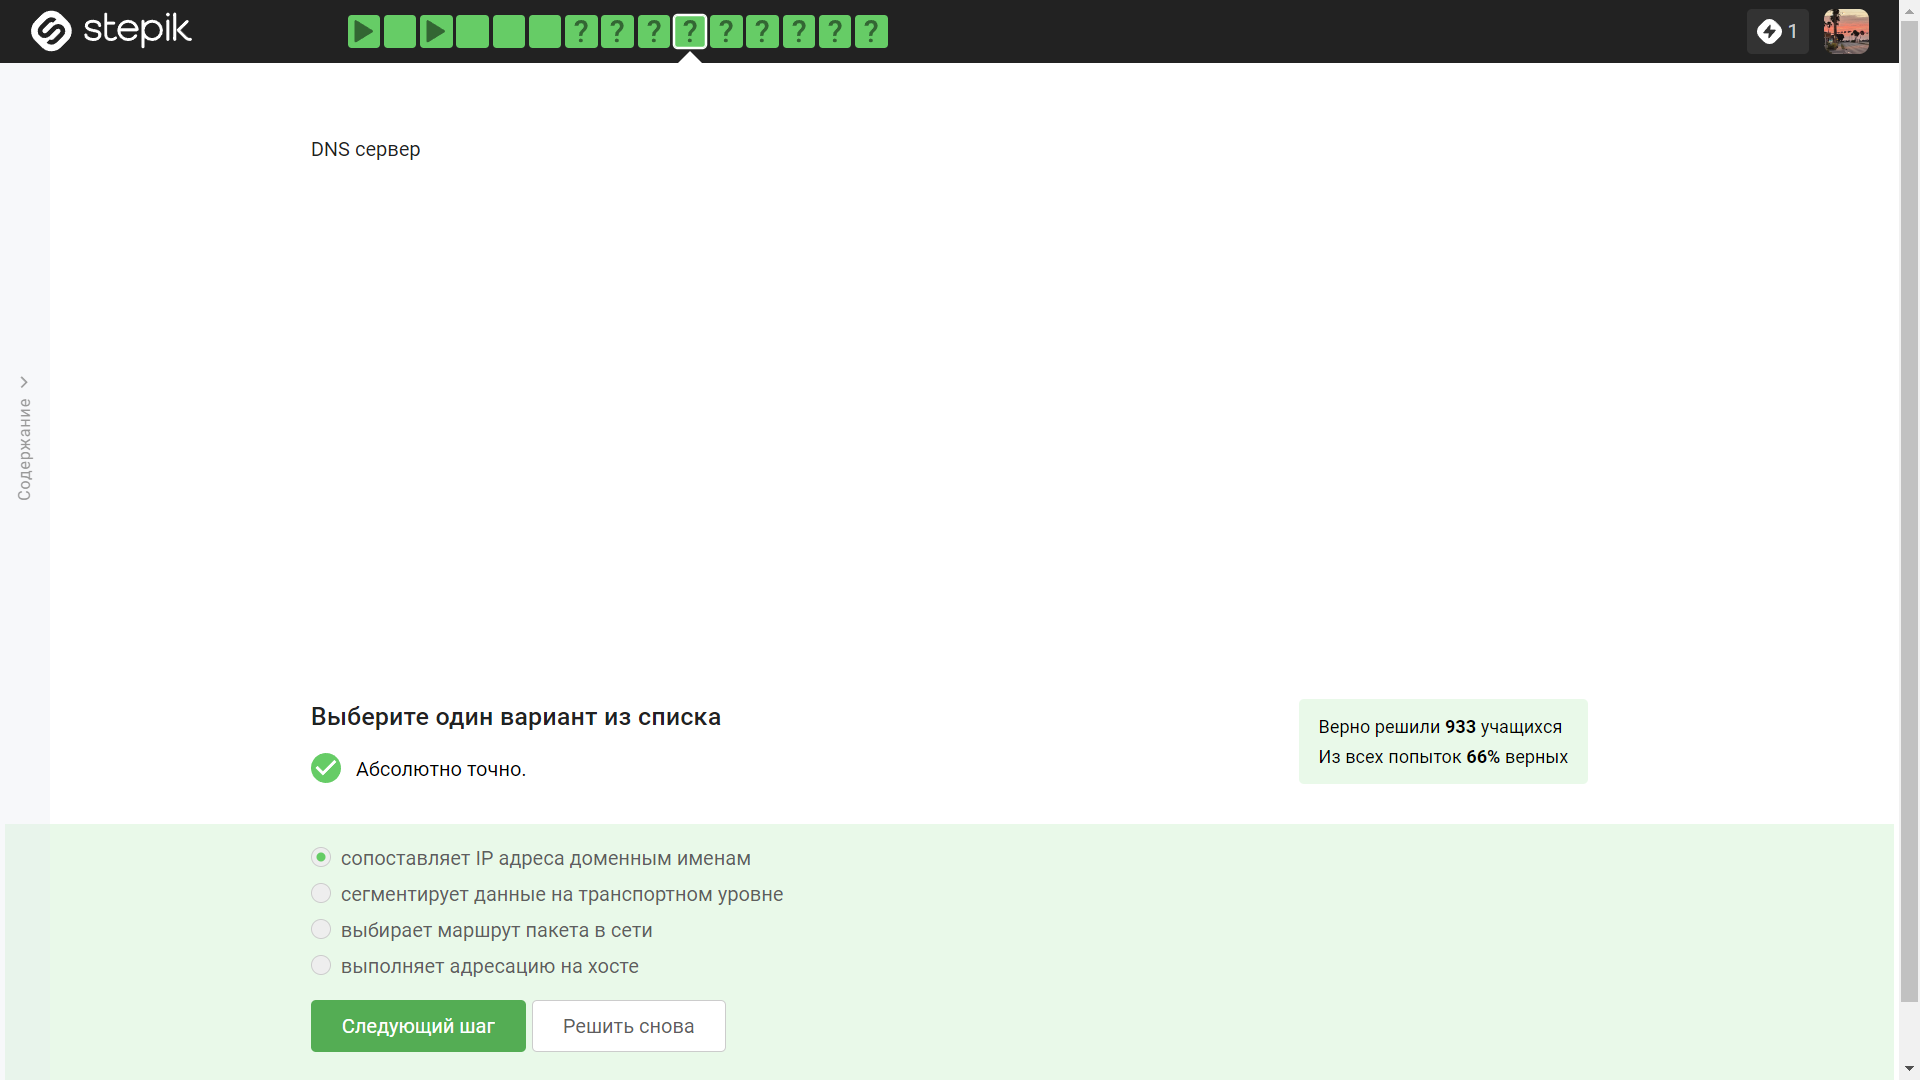 stepik
? ? ? ? ? ? ? ? ?
1
Содержание
DNS сервер
Выберите один вариант из списка
Абсолютно точно.
Верно решили 933 учащихся
Из всех попыток 66% верных
сопоставляет IP адреса доменным именам
сегментирует данные на транспортном уровне
выбирает маршрут пакета в сети
выполняет адресацию на хосте
Следующий шаг
Решить снова